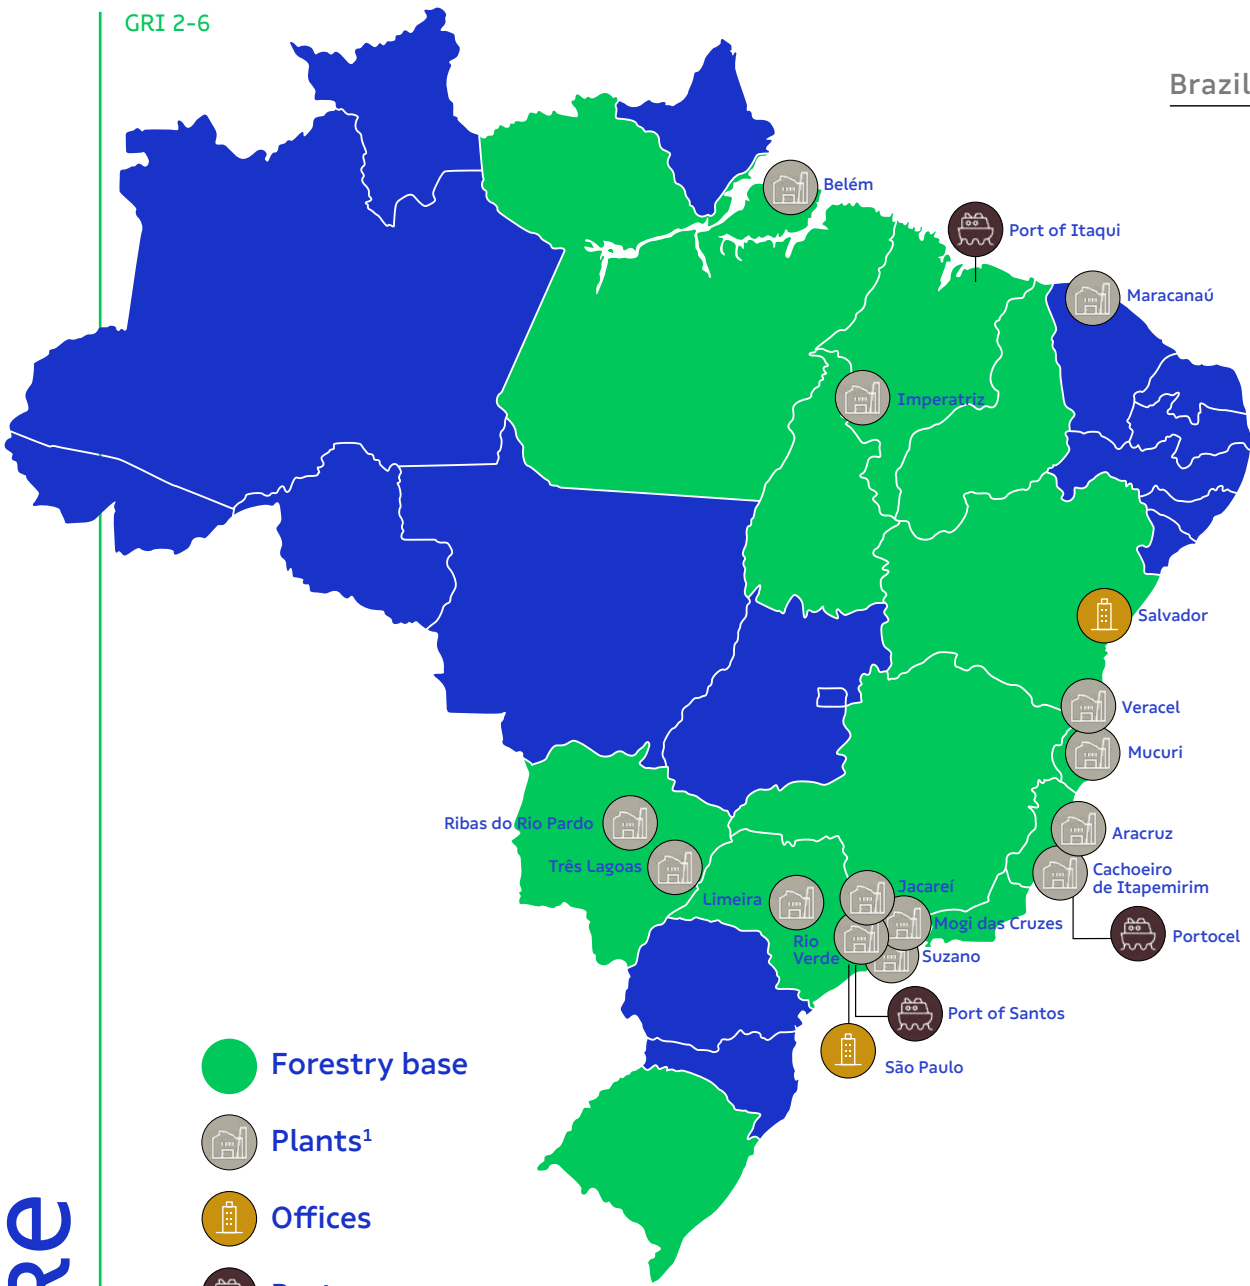 GRI 2-6
Brazil
Belém
Port of Itaqui
Maracanaú
Imperatriz
Salvador
Veracel
Mucuri
Ribas do Rio Pardo
Aracruz
Três Lagoas
Cachoeiro
de Itapemirim
Limeira
Jacareí
Mogi das Cruzes
Rio
Verde
Suzano
Portocel
Port of Santos
São Paulo
Forestry base
Plants¹
Offices